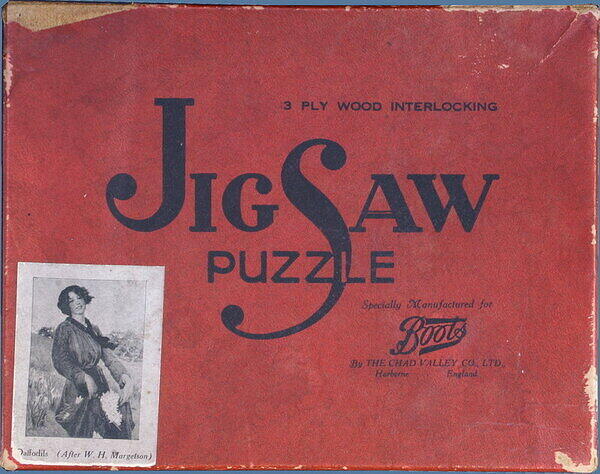 3 PLY WOOD INTERLOCKING
JIGSAW
PUZZLE
Specially Manufactured for
Boots
By THE CHAD VALLEY CO., LTD.,
Harborne England
Daffodils (After W. H. Margetson)